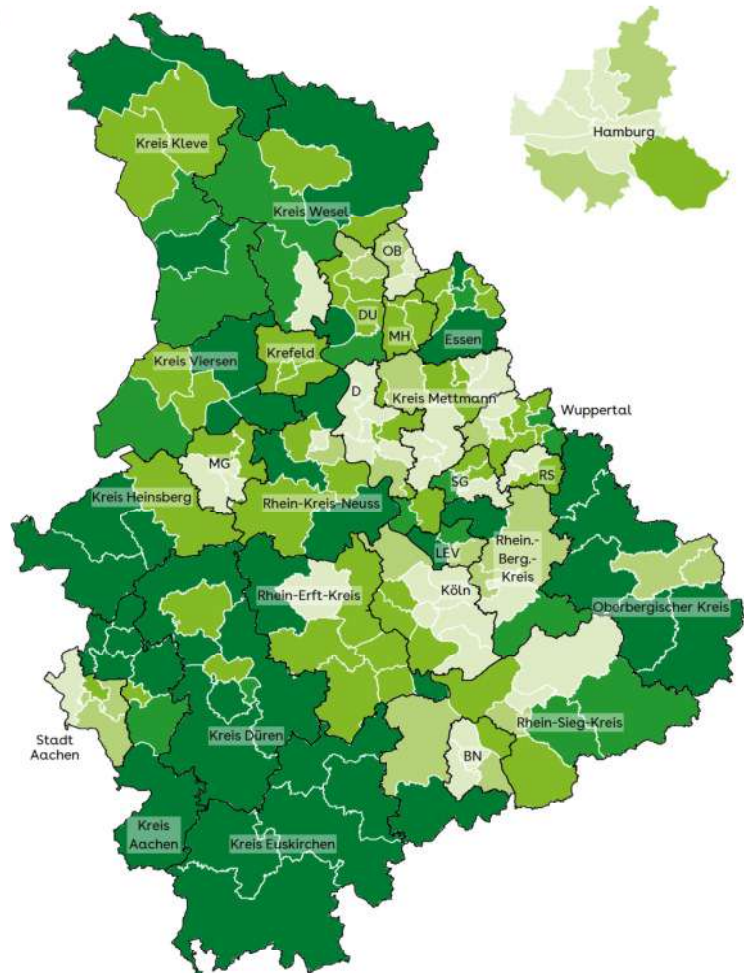 Hamburg
Kreis Kleve
Kreis Wesel
OB
DU
MH
Essen
Kreis Viersen
Krefeld
D
Kreis Mettmann
Wuppertal
MG
SG
RS
Kreis Heinsberg
Rhein-Kreis-Neuss
LEV
Rhein.-
Berg.-
Kreis
Rhein-Erft-Kreis
Köln
Oberbergischer Kreis
Stadt
Aachen
Kreis Düren
Rhein-Sieg-Kreis
BN
Kreis
Aachen
Kreis Euskirchen